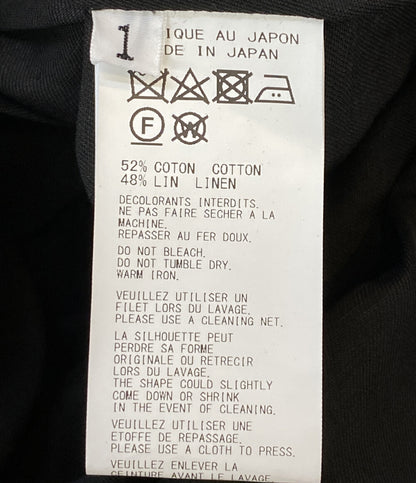 1
IQUE AU JAPON
DE IN JAPAN
F W
52% COTON COTTON
48% LIN LINEN
DECOLORANTS INTERDITS.
NE PAS FAIRE SECHER A LA
MACHINE.
REPASSER AU FER DOUX.
DO NOT BLEACH.
DO NOT TUMBLE DRY.
WARM IRON.
VEUILLEZ UTILISER UN
FILET LORS DU LAVAGE.
PLEASE USE A CLEANING NET.
LA SILHOUETTE PEUT
PERDRE SA FORME
ORIGINALE OU RETRECIR
LORS DU LAVAGE.
THE SHAPE COULD SLIGHTLY
COME DOWN OR SHRINK
IN THE EVENT OF CLEANING.
VEUILLEZ UTILISER UNE
ETOFFE DE REPASSAGE.
PLEASE USE A CLOTH TO PRESS.
VEUILLEZ ENLEVER LA
CEINTURE AVANT LE LAVAGE.